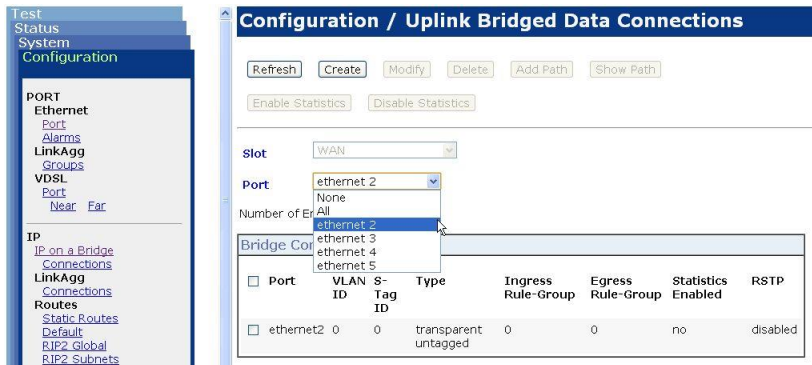 Test
Status
System
Configuration
PORT
Ethernet
Port
Alarms
LinkAgg
Groups
VDSL
Port
Near Far
IP
IP on a Bridge
Connections
LinkAgg
Connections
Routes
Static Routes
Default
RIP2 Global
RIP2 Subnets
Configuration / Uplink Bridged Data Connections
Refresh Create Modify Delete Add Path Show Path
Enable Statistics Disable Statistics
Slot WAN
Port ethernet 2
None
Number of
All
ethernet 2
ethernet 3
Bridge
ethernet 4
ethernet 5
Port VLAN ID S-Tag ID Type Ingress Rule-Group Egress Rule-Group Statistics Enabled RSTP
ethernet2 0 0 transparent untagged 0 0 no disabled